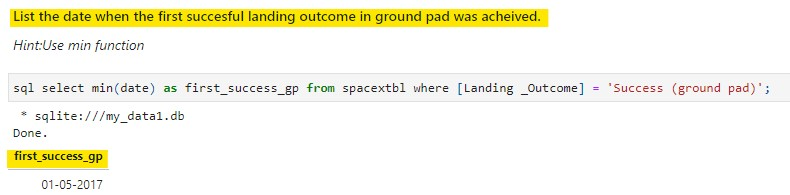 List the date when the first succesful landing outcome in ground pad was acheived.
Hint:Use min function
sql select min(date) as first_success_gp from spacextbl where [Landing _Outcome] = 'Success (ground pad)';
* sqlite:///my_data1.db
Done.
first_success_gp
01-05-2017